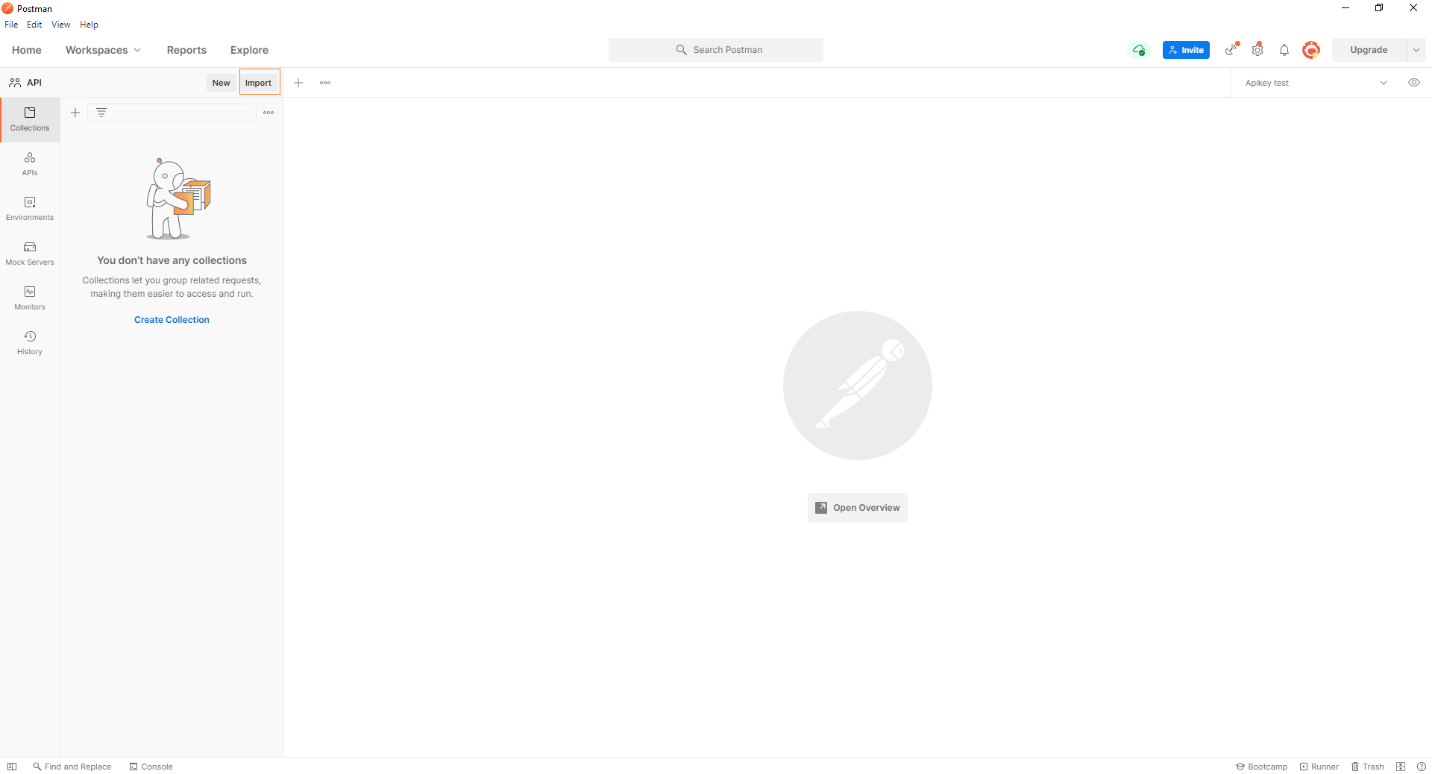 Postman
File Edit View Help
Home Workspaces Reports Explore Search Postman Invite Upgrade
API New Import Apikey test
Collections
APIs
Environments
Mock Servers
Monitors
History
You don't have any collections
Collections let you group related requests,
making them easier to access and run.
Create Collection
Open Overview
Find and Replace Console Bootcamp Runner Trash